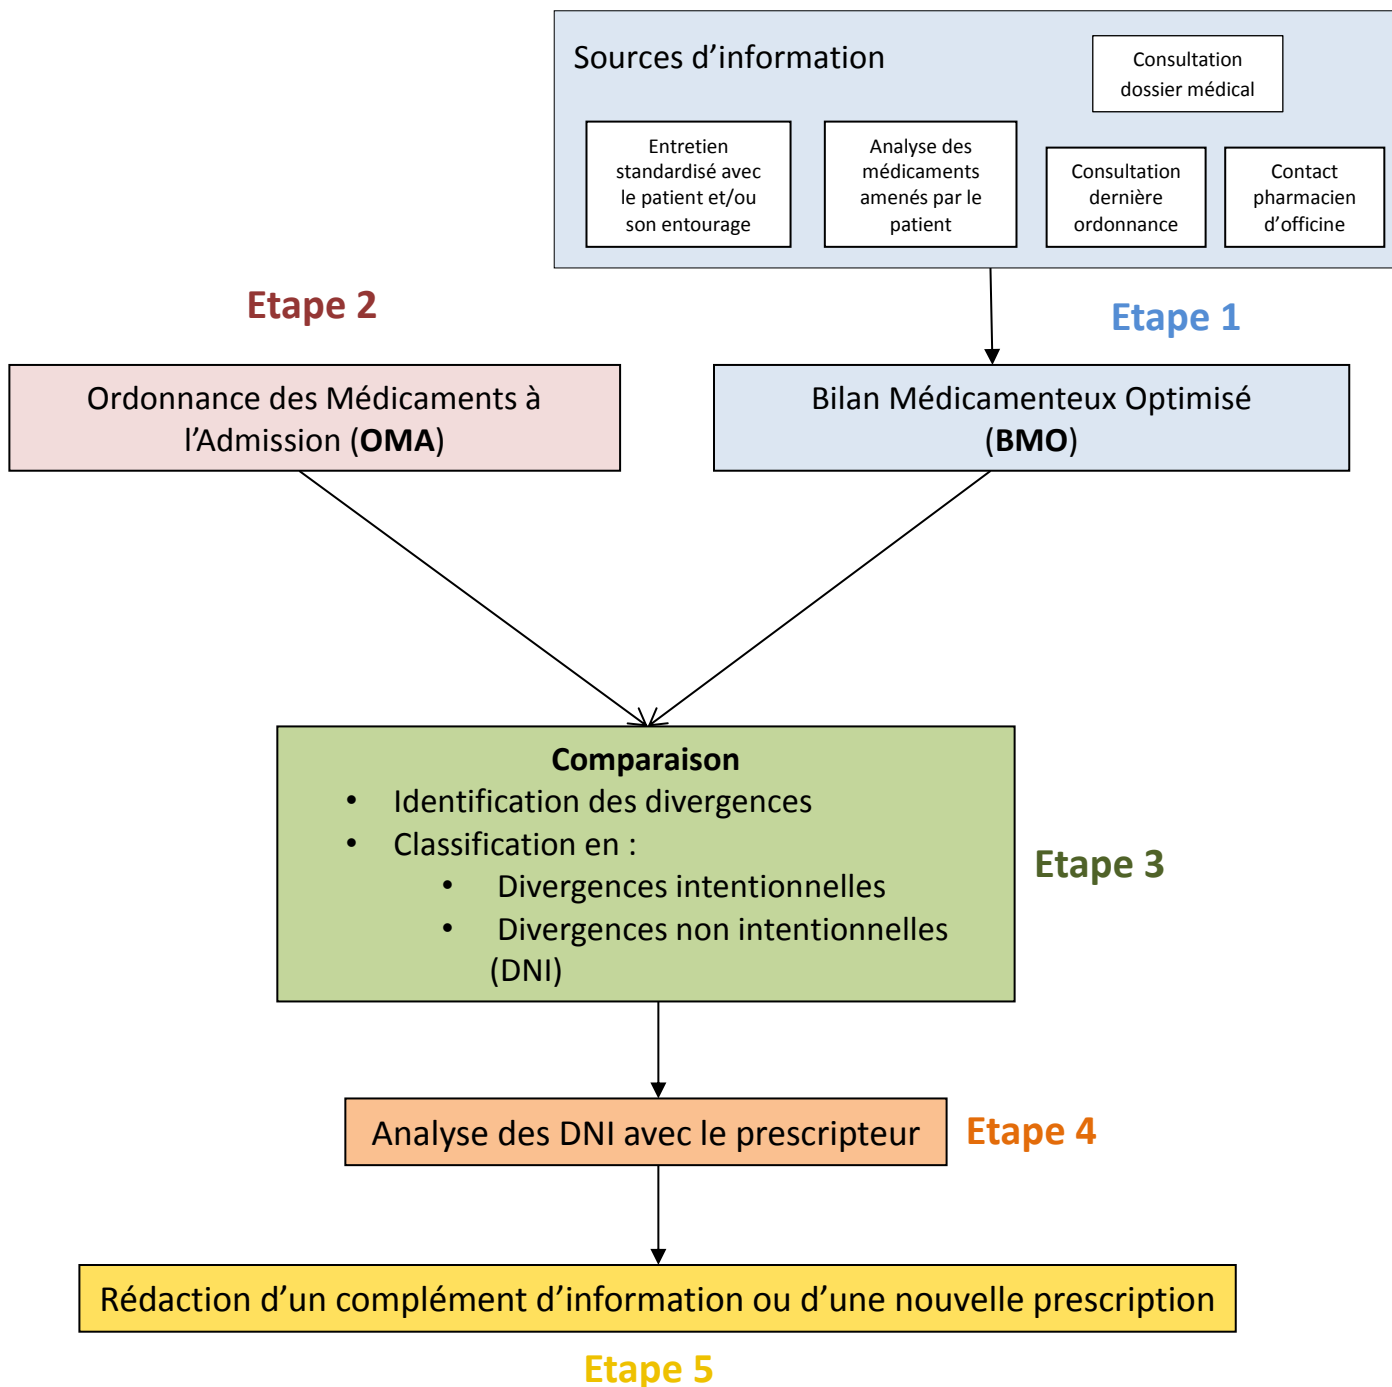 Sources d’information
Consultation
dossier médical
Entretien
standardisé avec
le patient et/ou
son entourage
Analyse des
médicaments
amenés par le
patient
Consultation
dernière
ordonnance
Contact
pharmacien
d’officine
Etape 2
Etape 1
Ordonnance des Médicaments à
l’Admission (OMA)
Bilan Médicamenteux Optimisé
(BMO)
Comparaison
• Identification des divergences
• Classification en :
• Divergences intentionnelles
• Divergences non intentionnelles
(DNI)
Etape 3
Analyse des DNI avec le prescripteur
Etape 4
Rédaction d’un complément d’information ou d’une nouvelle prescription
Etape 5